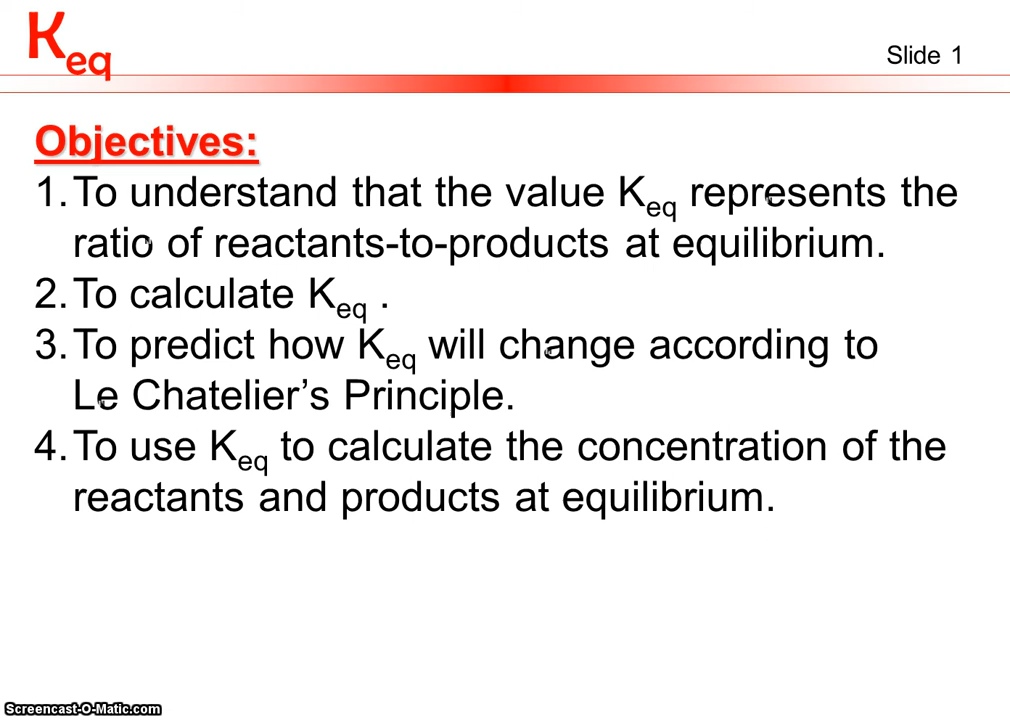 Keq
Slide 1
Objectives:
1. To understand that the value Keq represents the
ratio of reactants-to-products at equilibrium.
2. To calculate Keq .
3. To predict how Keq will change according to
Le Chatelier’s Principle.
4. To use Keq to calculate the concentration of the
reactants and products at equilibrium.
Screencast-O-Matic.com